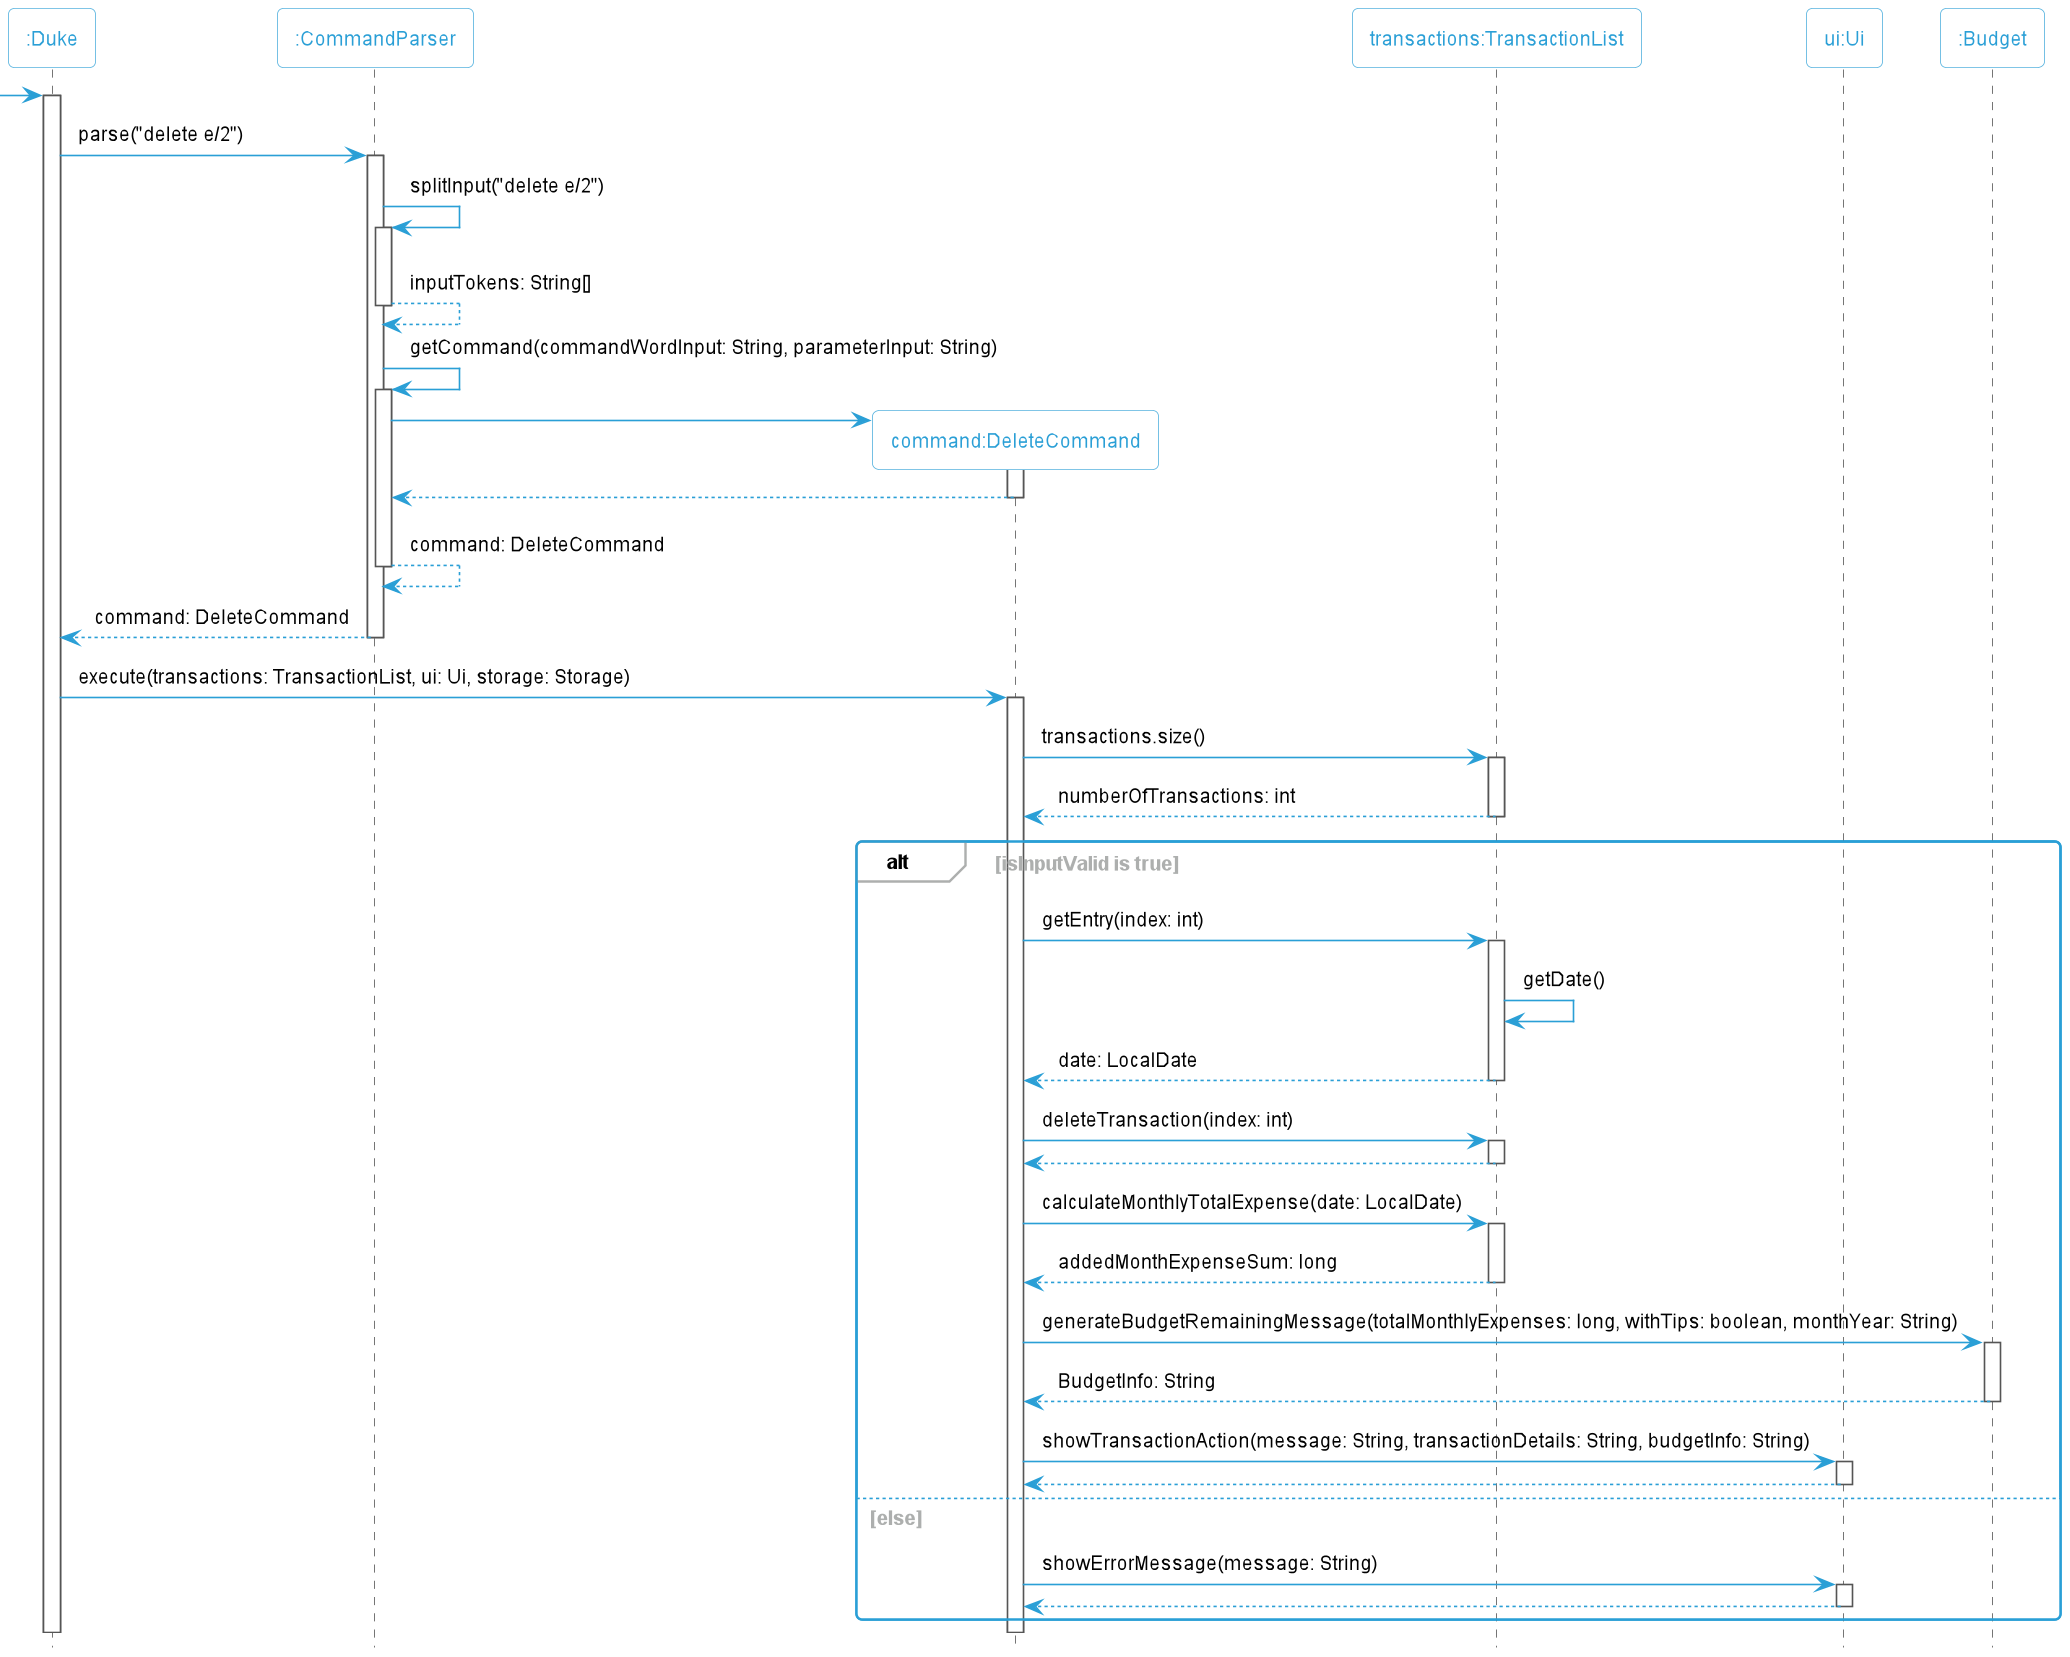 :Duke
:CommandParser
transactions:TransactionList
ui:Ui
:Budget
parse("delete e/2")
splitInput("delete e/2")
inputTokens: String[]
getCommand(commandWordInput: String, parameterInput: String)
command:DeleteCommand
command: DeleteCommand
command: DeleteCommand
execute(transactions: TransactionList, ui: Ui, storage: Storage)
transactions.size()
numberOfTransactions: int
alt
[isInputValid is true]
getEntry(index: int)
getDate()
date: LocalDate
deleteTransaction(index: int)
calculateMonthlyTotalExpense(date: LocalDate)
addedMonthExpenseSum: long
generateBudgetRemainingMessage(totalMonthlyExpenses: long, withTips: boolean, monthYear: String)
BudgetInfo: String
showTransactionAction(message: String, transactionDetails: String, budgetInfo: String)
[else]
showErrorMessage(message: String)